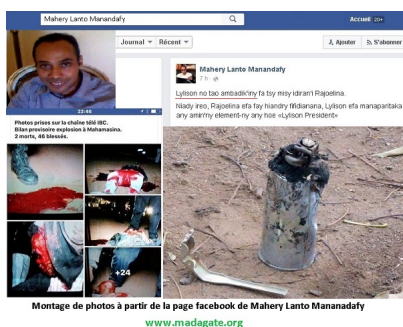 Mahery Lanto Manandafy
Accueil 20+
Journal
Récent
Ajouter
S'abonner
Mahery Lanto Manandafy
7 h
Lylison no tao ambadik'iny fa tsy misy idiran'i Rajoelina.
Niady ireo, Rajoelina efa fay hiandry fifidianana, Lylison efa manaparitaka
any amin'ny element-ny any hoe «Lylison President»
22:46
Photos prises sur la chaîne télé IBC.
Bilan provisoire explosion à Mahamasina.
2 morts, 46 blessés.
+24
Montage de photos à partir de la page facebook de Mahery Lanto Mananadafy
www.madagate.org